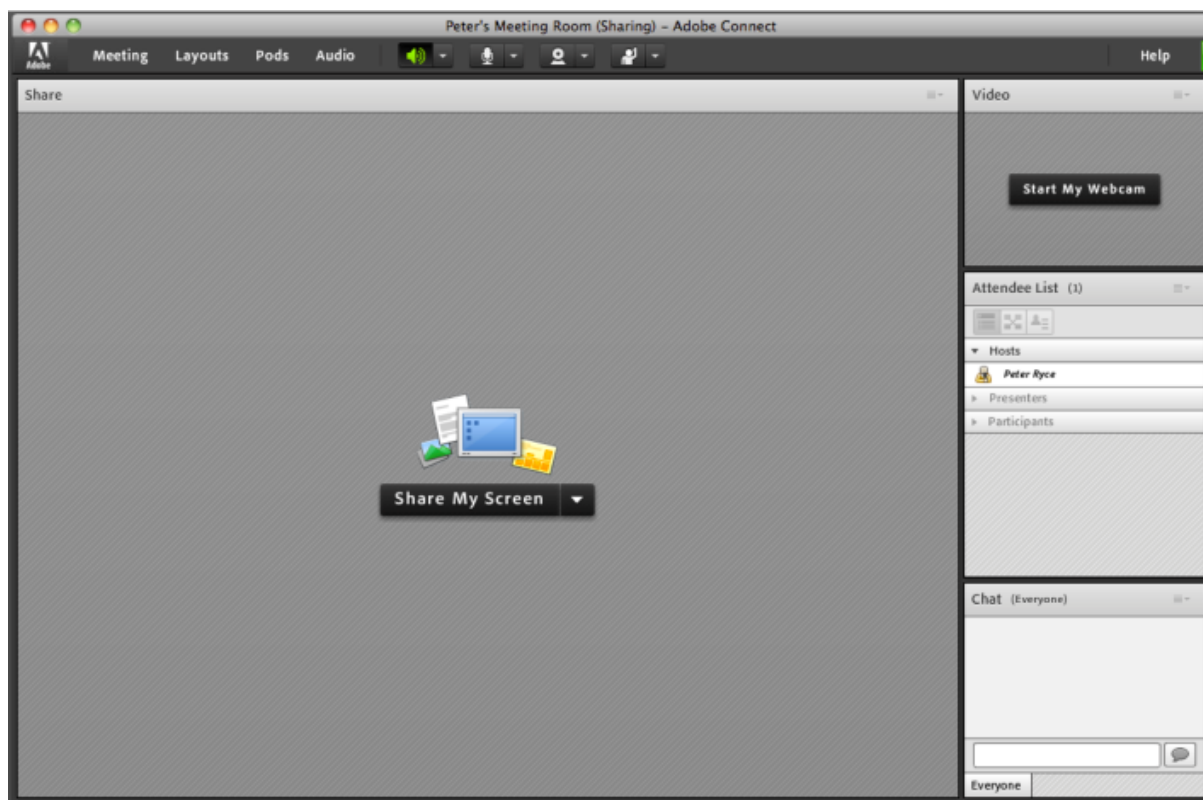 Peter's Meeting Room (Sharing) – Adobe Connect
Adobe
Meeting Layouts Pods Audio Help
Share
Share My Screen
Video
Start My Webcam
Attendee List (1)
Hosts
Peter Ryce
Presenters
Participants
Chat (Everyone)
Everyone